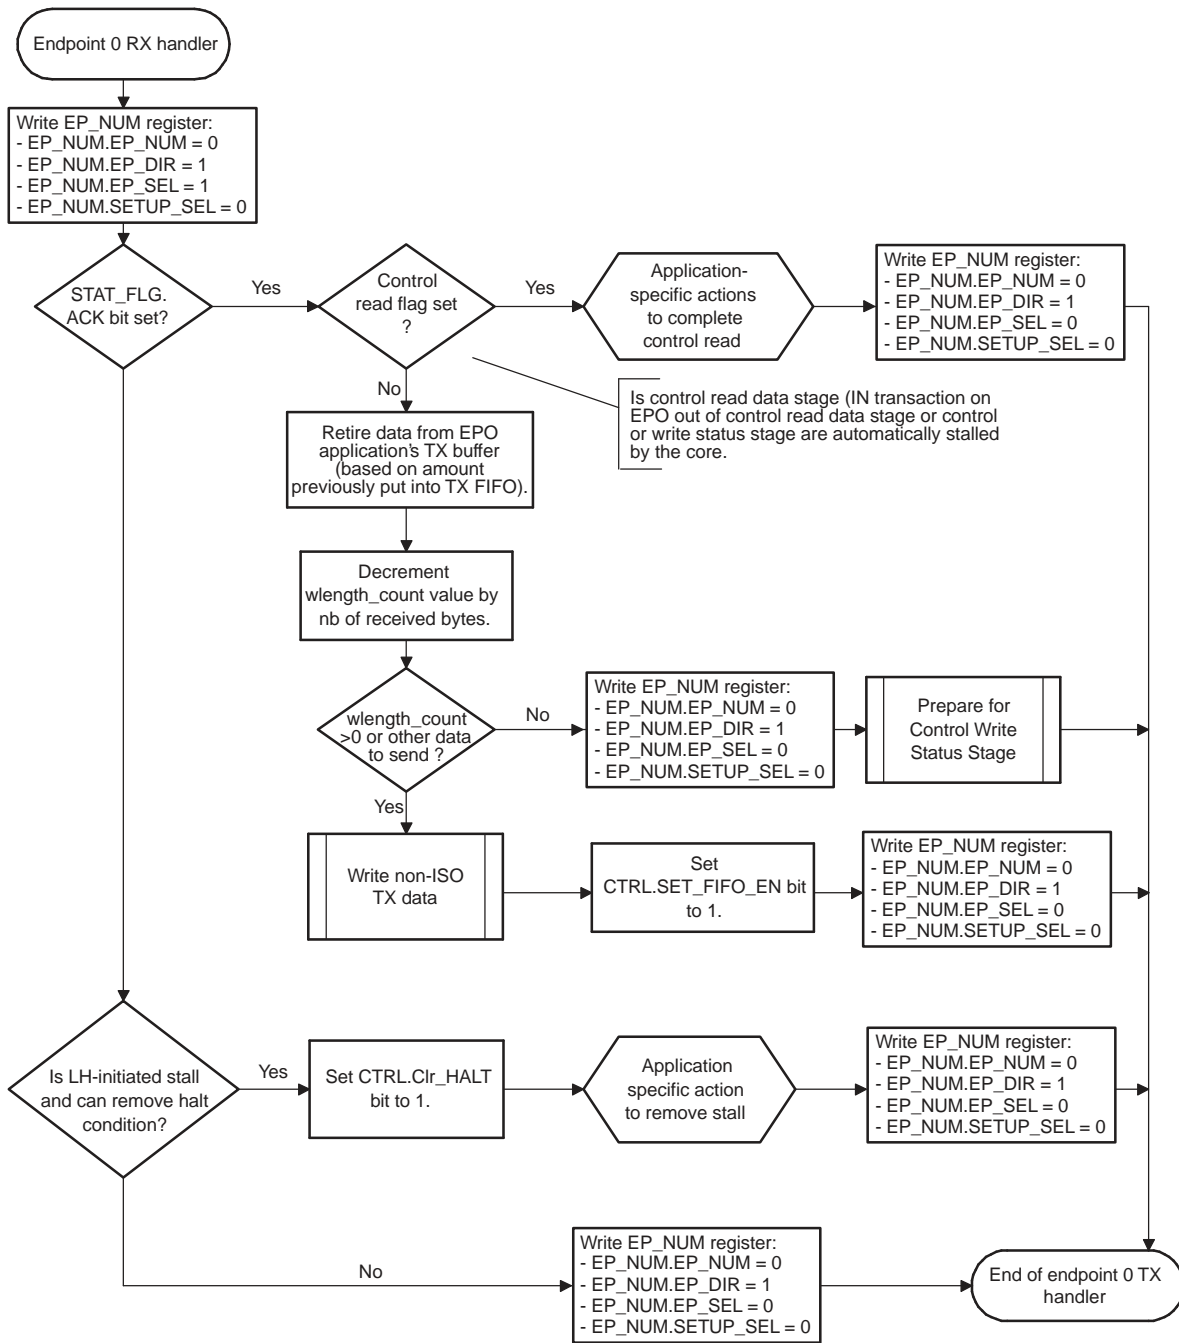 Endpoint 0 RX handler
Write EP_NUM register:
- EP_NUM.EP_NUM = 0
- EP_NUM.EP_DIR = 1
- EP_NUM.EP_SEL = 1
- EP_NUM.SETUP_SEL = 0
STAT_FLG.
ACK bit set?
Yes
Control
read flag set
?
Yes
Application-
specific actions
to complete
control read
Write EP_NUM register:
- EP_NUM.EP_NUM = 0
- EP_NUM.EP_DIR = 1
- EP_NUM.EP_SEL = 0
- EP_NUM.SETUP_SEL = 0
No
Is control read data stage (IN transaction on
EPO out of control read data stage or control
or write status stage are automatically stalled
by the core.
Retire data from EPO
application's TX buffer
(based on amount
previously put into TX FIFO).
Decrement
wlength_count value by
nb of received bytes.
wlength_count
>0 or other data
to send ?
No
Write EP_NUM register:
- EP_NUM.EP_NUM = 0
- EP_NUM.EP_DIR = 1
- EP_NUM.EP_SEL = 0
- EP_NUM.SETUP_SEL = 0
Prepare for
Control Write
Status Stage
Yes
Write non-ISO
TX data
Set
CTRL.SET_FIFO_EN bit
to 1.
Write EP_NUM register:
- EP_NUM.EP_NUM = 0
- EP_NUM.EP_DIR = 1
- EP_NUM.EP_SEL = 0
- EP_NUM.SETUP_SEL = 0
Is LH-initiated stall
and can remove halt
condition?
Yes
Set CTRL.Clr_HALT
bit to 1.
Application
specific action
to remove stall
Write EP_NUM register:
- EP_NUM.EP_NUM = 0
- EP_NUM.EP_DIR = 1
- EP_NUM.EP_SEL = 0
- EP_NUM.SETUP_SEL = 0
No
Write EP_NUM register:
- EP_NUM.EP_NUM = 0
- EP_NUM.EP_DIR = 1
- EP_NUM.EP_SEL = 0
- EP_NUM.SETUP_SEL = 0
End of endpoint 0 TX
handler